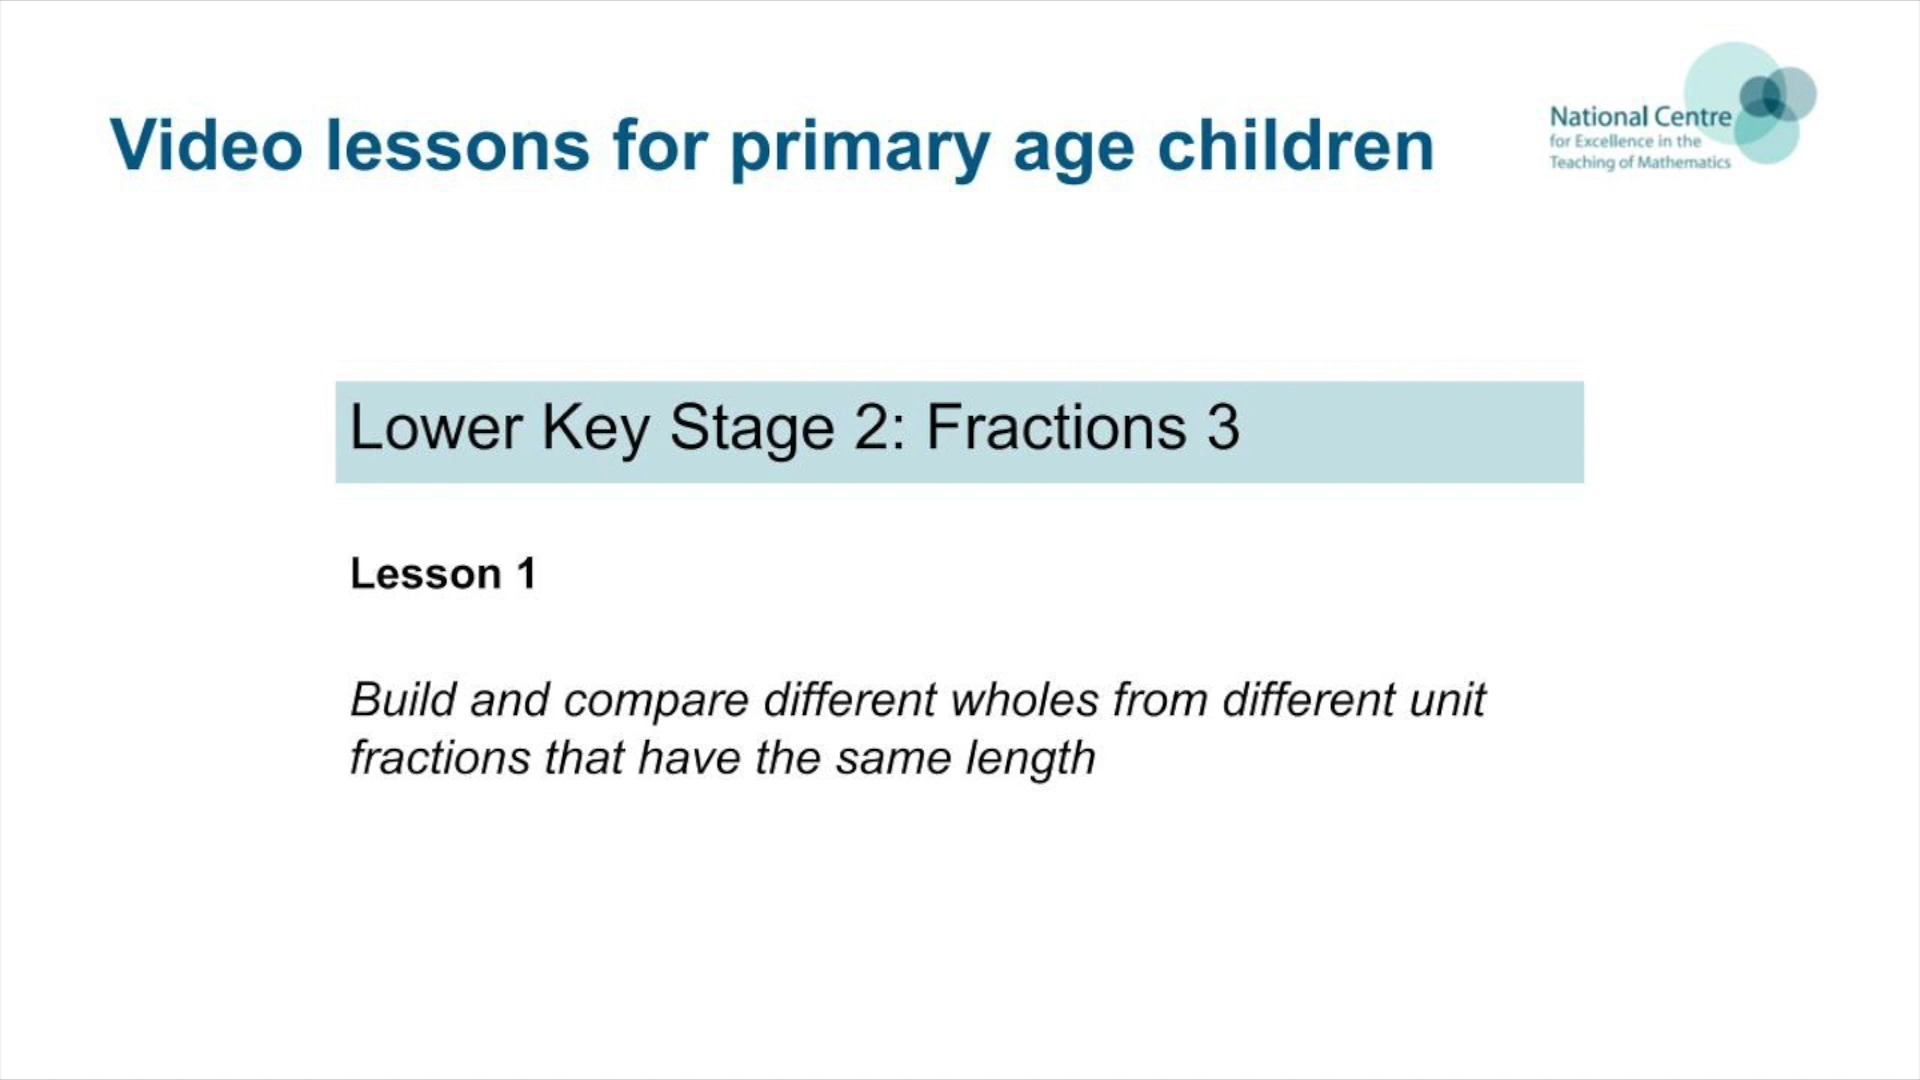 Video lessons for primary age children
National Centre
for Excellence in the
Teaching of Mathematics
Lower Key Stage 2: Fractions 3
Lesson 1
Build and compare different wholes from different unit
fractions that have the same length